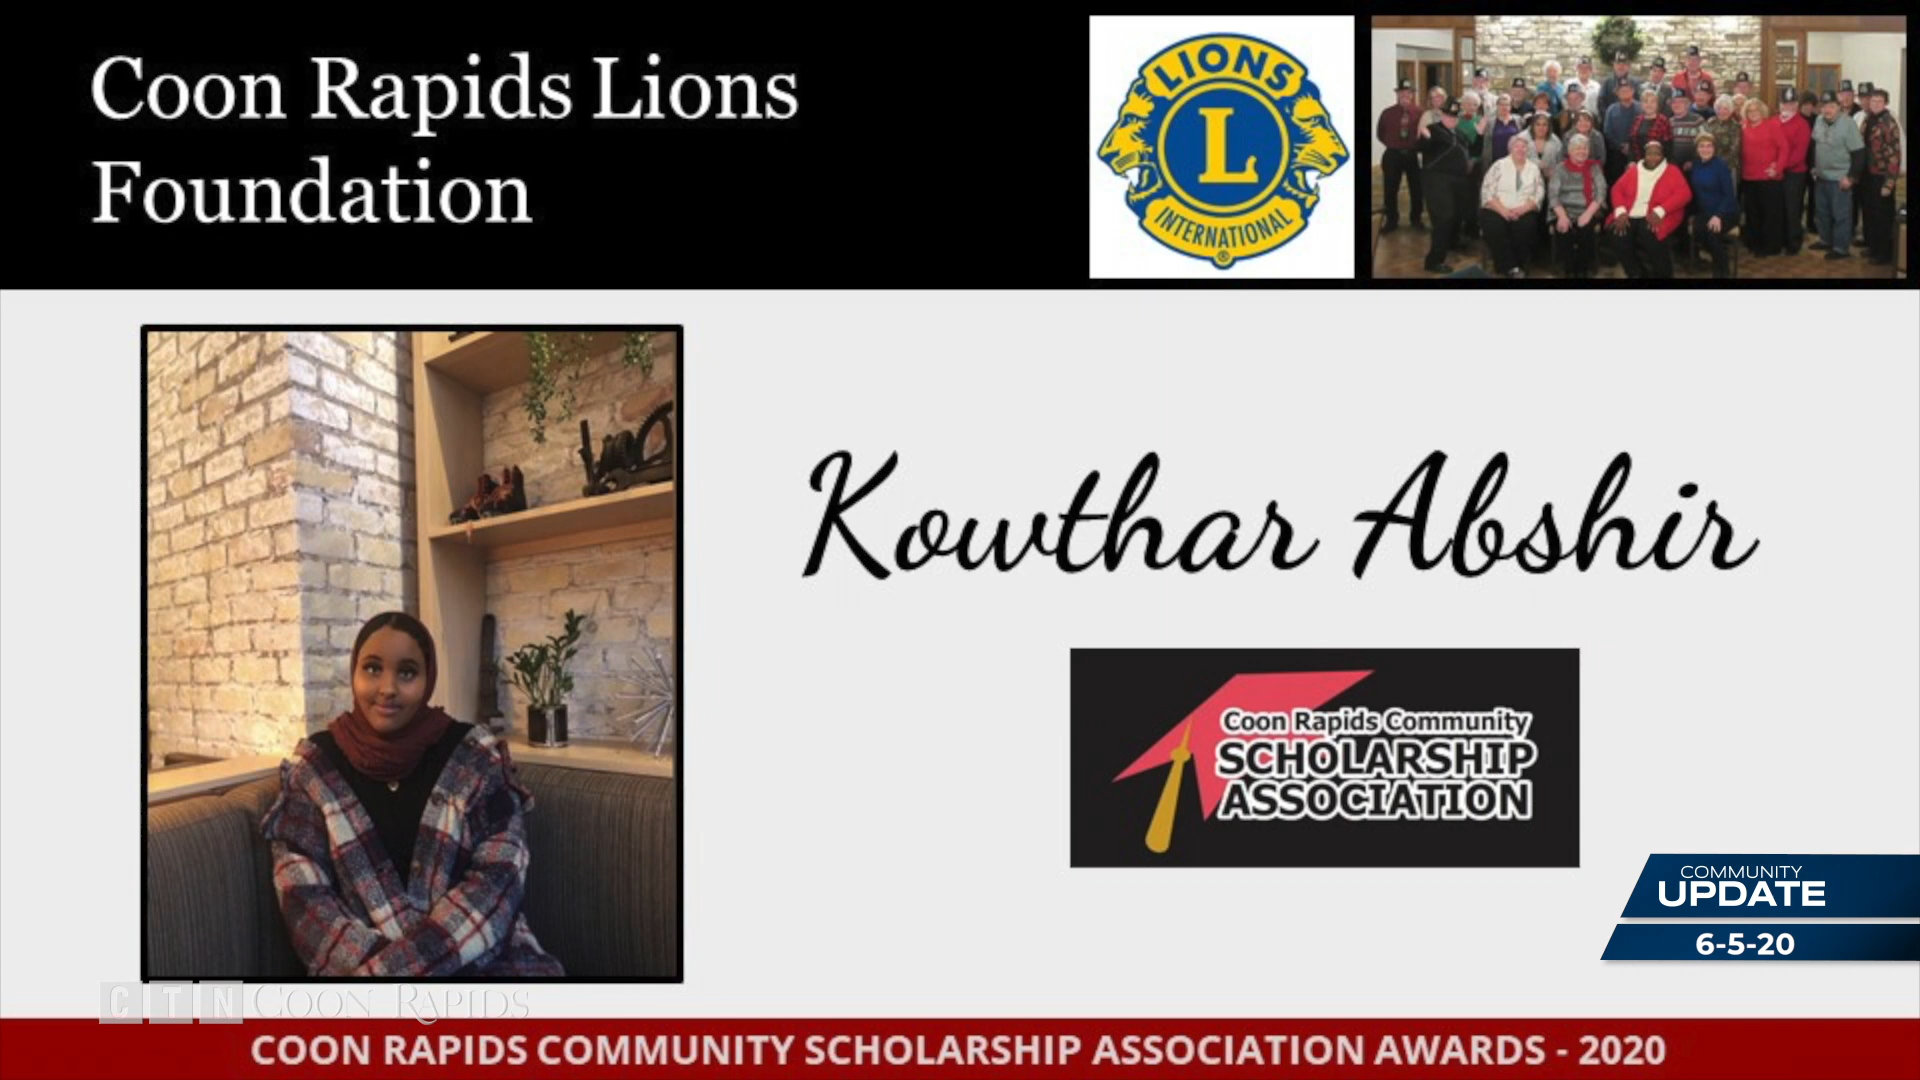 Coon Rapids Lions
Foundation
LIONS
L
INTERNATIONAL
®
Kowthar Abshir
Coon Rapids Community
SCHOLARSHIP
ASSOCIATION
COMMUNITY
UPDATE
6-5-20
CTN COON RAPIDS
COON RAPIDS COMMUNITY SCHOLARSHIP ASSOCIATION AWARDS - 2020